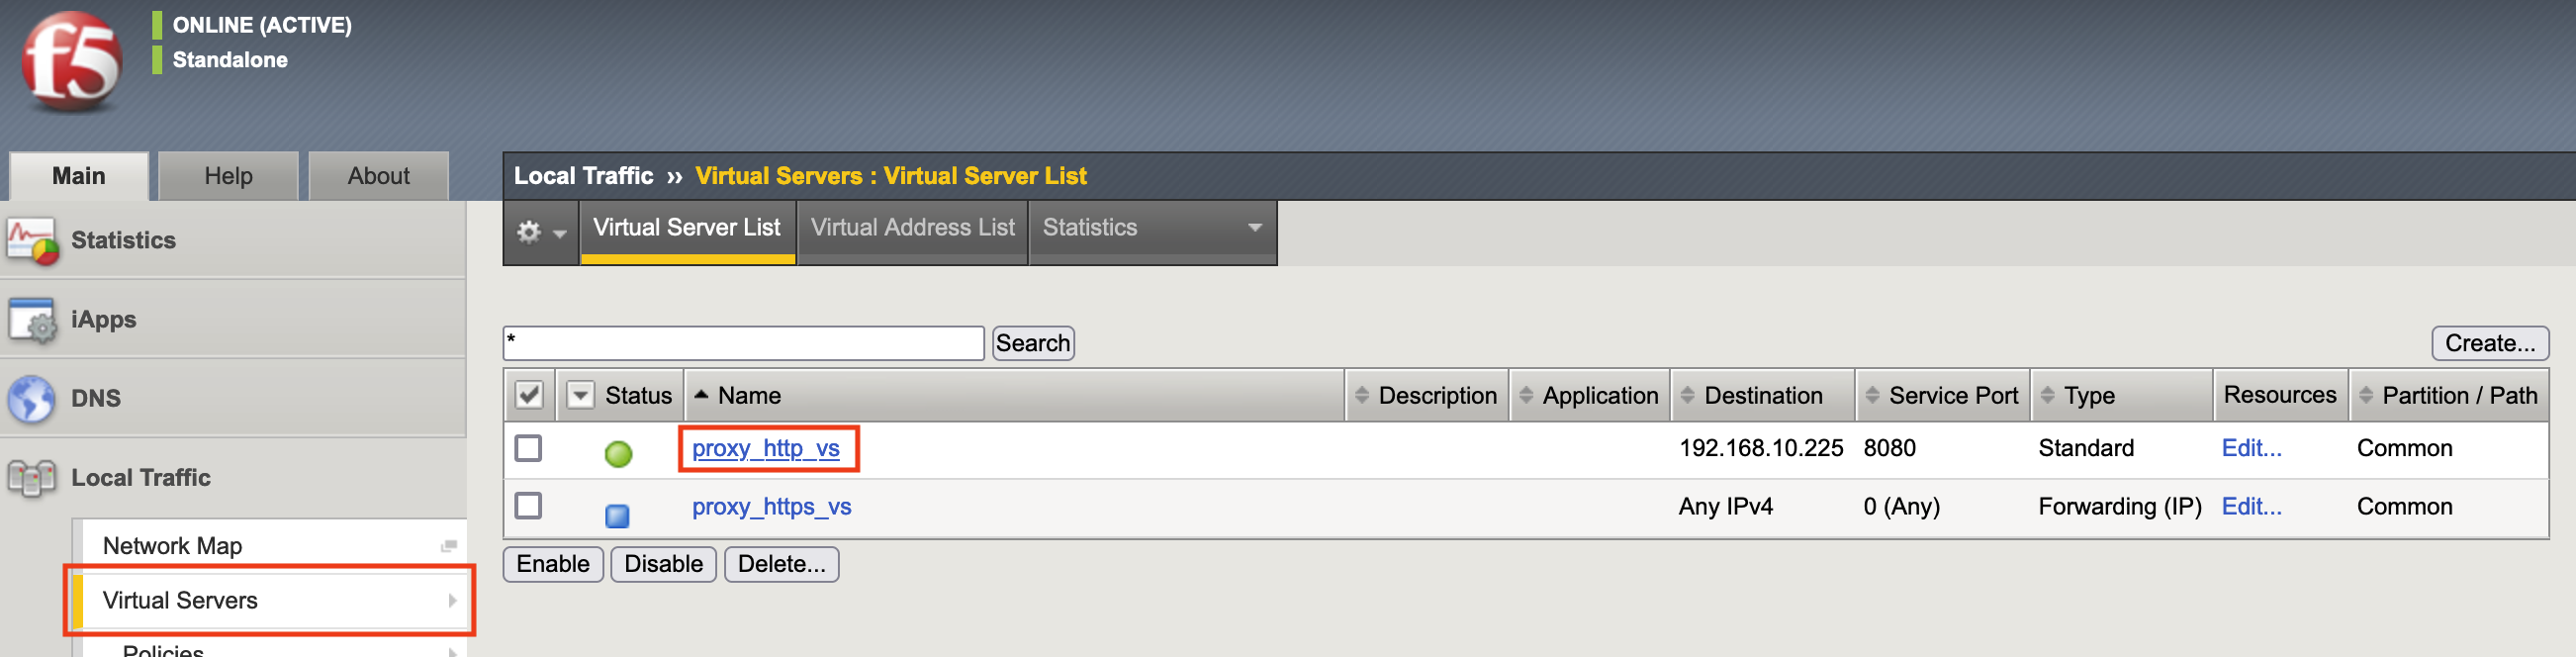 f5
ONLINE (ACTIVE)
Standalone
Main Help About
Local Traffic ›› Virtual Servers : Virtual Server List
Virtual Server List Virtual Address List Statistics
Statistics
iApps
DNS
Local Traffic
Network Map
Virtual Servers
Policies
* Search Create...
Status Name Description Application Destination Service Port Type Resources Partition / Path
proxy_http_vs 192.168.10.225 8080 Standard Edit... Common
proxy_https_vs Any IPv4 0 (Any) Forwarding (IP) Edit... Common
Enable Disable Delete...